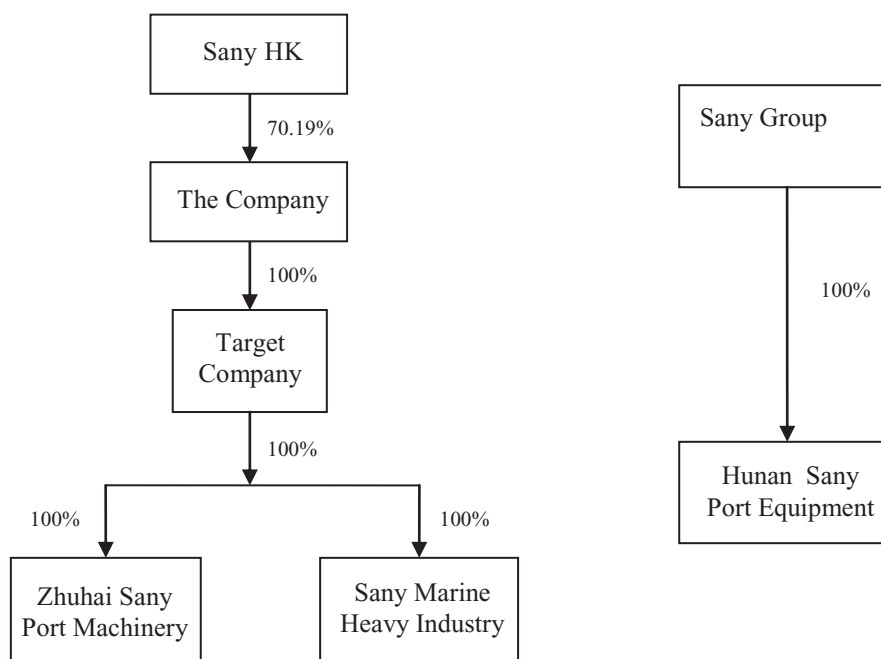 Sany HK
70.19%
The Company
100%
Target
Company
100%
100%
100%
Zhuhai Sany
Port Machinery
Sany Marine
Heavy Industry
Sany Group
100%
Hunan Sany
Port Equipment